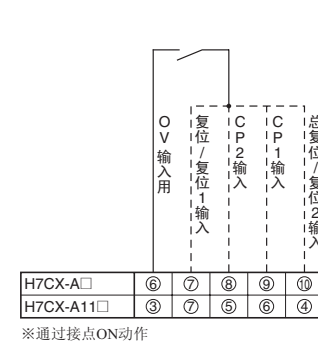 OV输入用
复位/复位1输入
CP2输入
CP1输入
总复位/复位2输入
H7CX-A□ ⑥ ⑦ ⑧ ⑨ ⑩
H7CX-A11□ ③ ⑦ ⑤ ⑥ ④
※通过接点ON动作